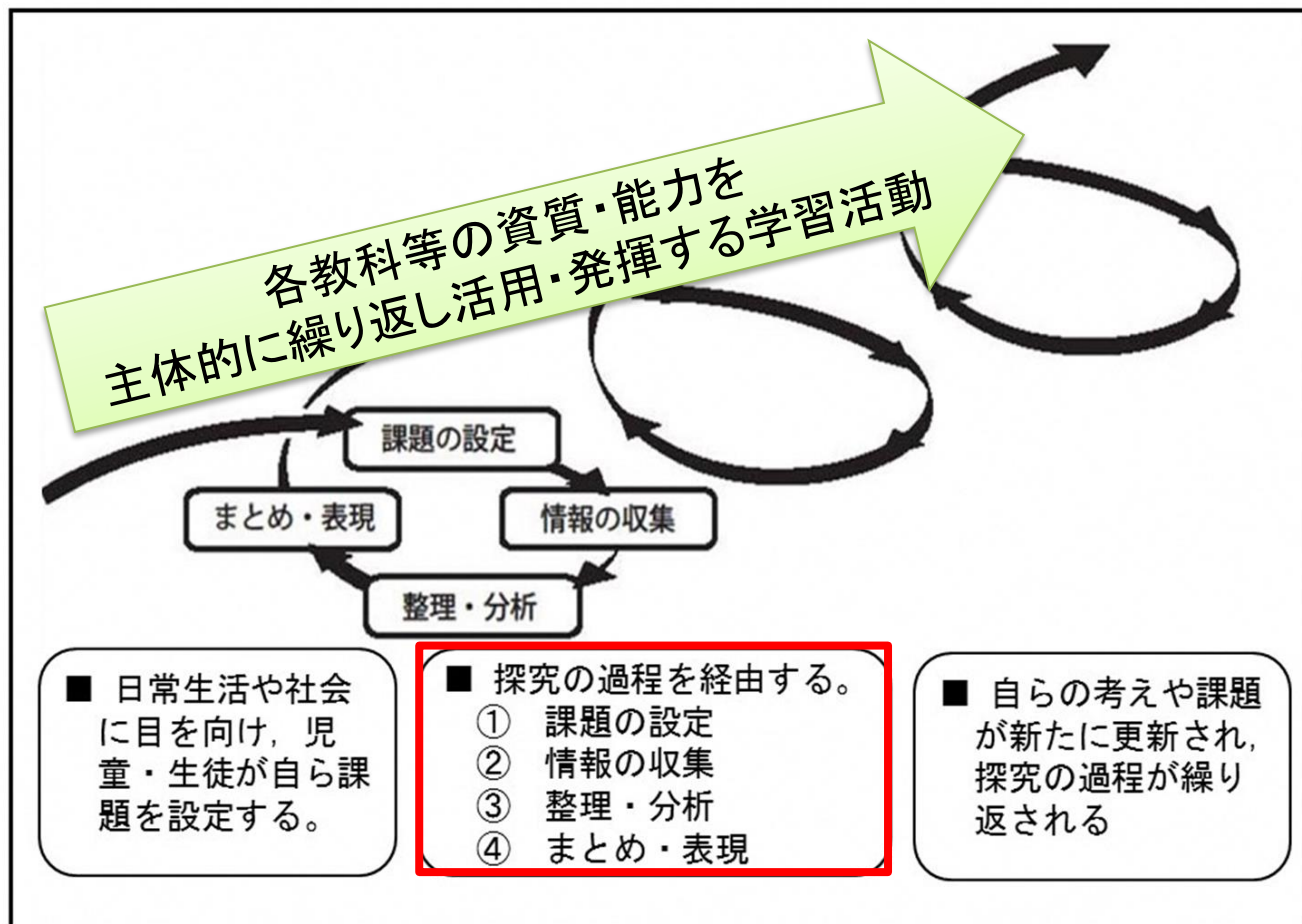 各教科等の資質・能力を
主体的に繰り返し活用・発揮する学習活動
課題の設定
まとめ・表現
情報の収集
整理・分析
■ 日常生活や社会
に目を向け，児
童・生徒が自ら課
題を設定する。
■ 探究の過程を経由する。
① 課題の設定
② 情報の収集
③ 整理・分析
④ まとめ・表現
■ 自らの考えや課題
が新たに更新され，
探究の過程が繰り
返される